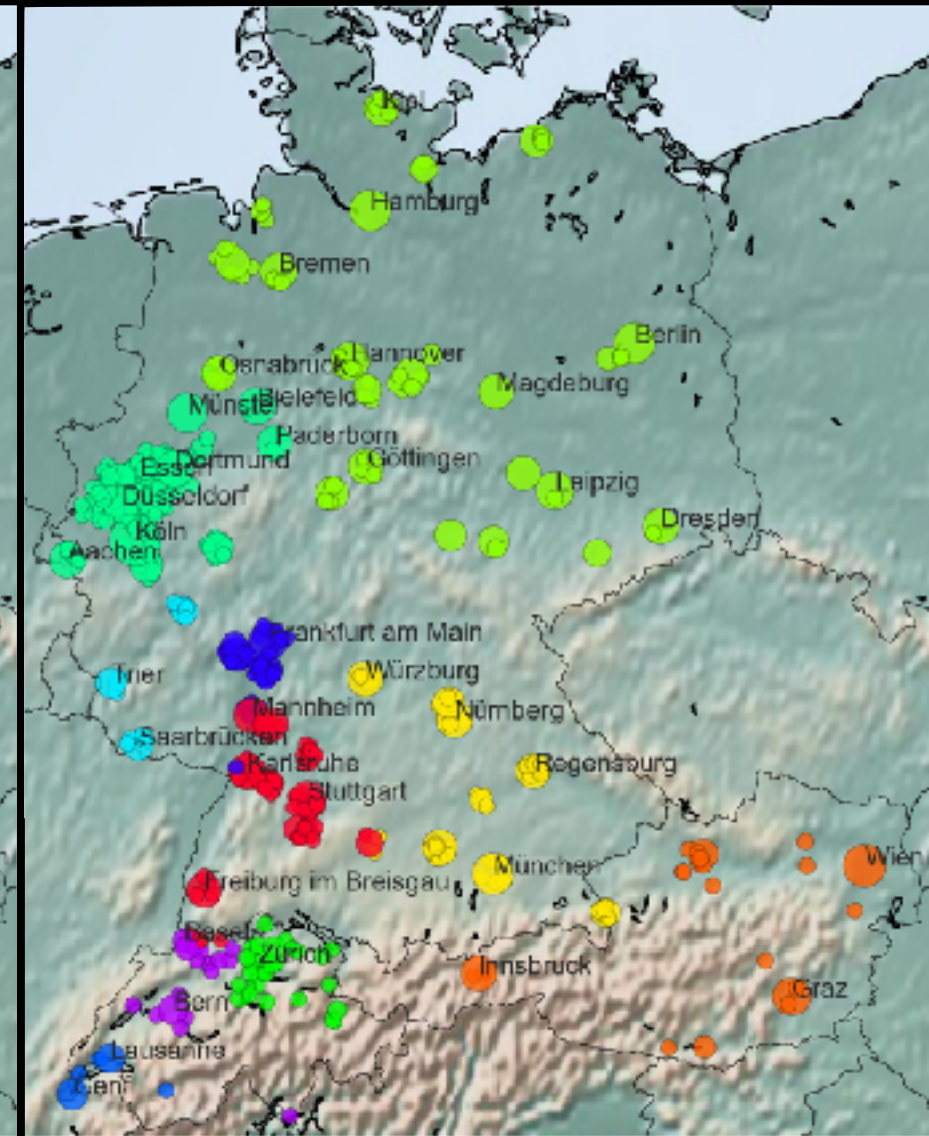 Kiel
Hamburg
Bremen
Berlin
Hannover
Osnabrück
Magdeburg
Bielefeld
Münster
Paderborn
Göttingen
Dortmund
Essen
Leipzig
Düsseldorf
Dresden
Köln
Aachen
Frankfurt am Main
Würzburg
Trier
Mannheim
Nürnberg
Saarbrücken
Karlsruhe
Regensburg
Stuttgart
Wien
München
Freiburg im Breisgau
Basel
Zürich
Innsbruck
Graz
Bern
Lausanne
Genf